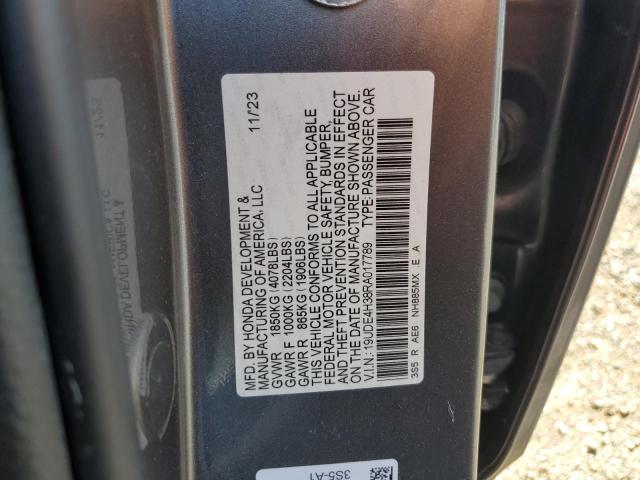 MFD. BY HONDA DEVELOPMENT &
MANUFACTURING OF AMERICA, LLC 11/23
GVWR 1850KG (4078LBS)
GAWR F 1000KG (2204LBS)
GAWR R 865KG (1906LBS)
THIS VEHICLE CONFORMS TO ALL APPLICABLE
FEDERAL MOTOR VEHICLE SAFETY, BUMPER,
AND THEFT PREVENTION STANDARDS IN EFFECT
ON THE DATE OF MANUFACTURE SHOWN ABOVE.
V.I.N.: 19UDE4H38RA017789 TYPE: PASSENGER CAR
3S5 R AE6 NH885MX E A
3S5-A1